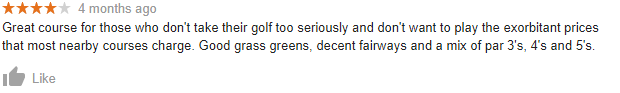 4 months ago
Great course for those who don't take their golf too seriously and don't want to play the exorbitant prices
that most nearby courses charge. Good grass greens, decent fairways and a mix of par 3's, 4's and 5's.
Like